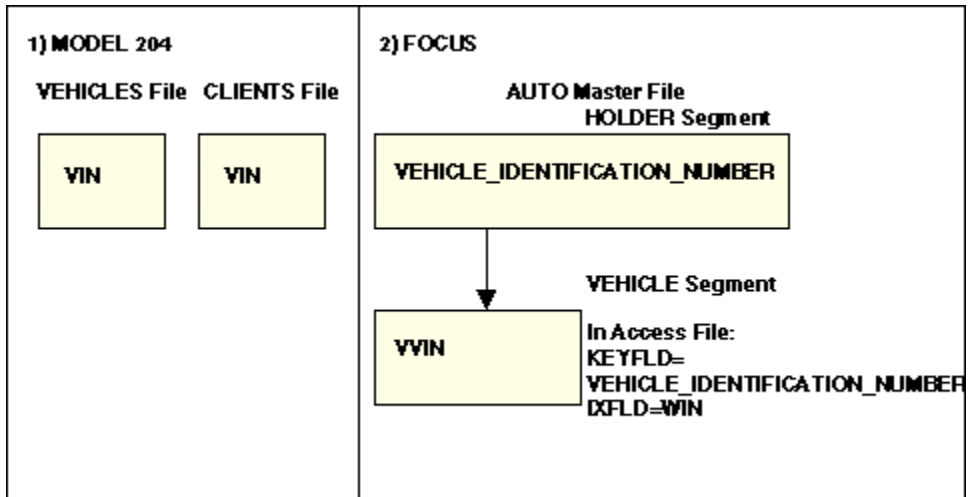 1) MODEL 204
VEHICLES File CLIENTS File
VIN
VIN
2) FOCUS
AUTO Master File
HOLDER Segment
VEHICLE_IDENTIFICATION_NUMBER
VEHICLE Segment
VVIN
In Access File:
KEYFLD=
VEHICLE_IDENTIFICATION_NUMBER
IXFLD=WIN